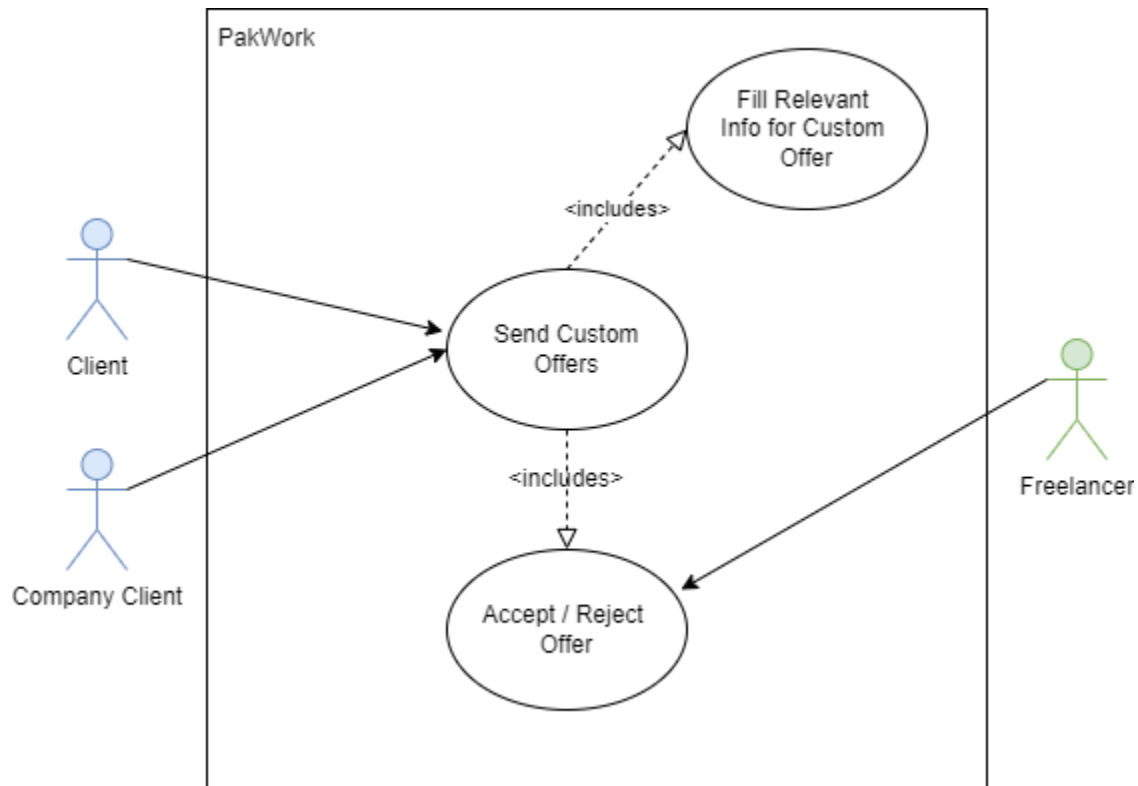 PakWork
Fill Relevant
Info for Custom
Offer
<includes>
Send Custom
Offers
Client
<includes>
Freelancer
Company Client
Accept / Reject
Offer